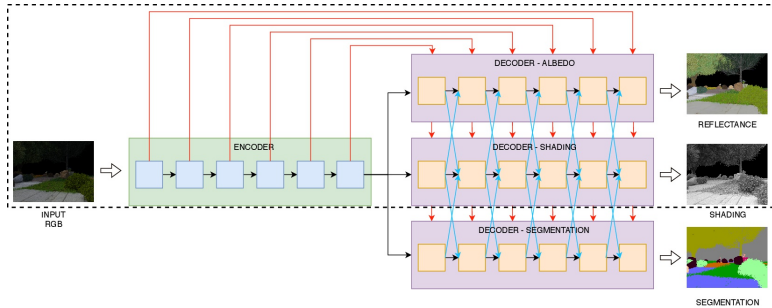 DECODER - ALBEDO
REFLECTANCE
ENCODER
DECODER - SHADING
INPUT
RGB
SHADING
DECODER - SEGMENTATION
SEGMENTATION